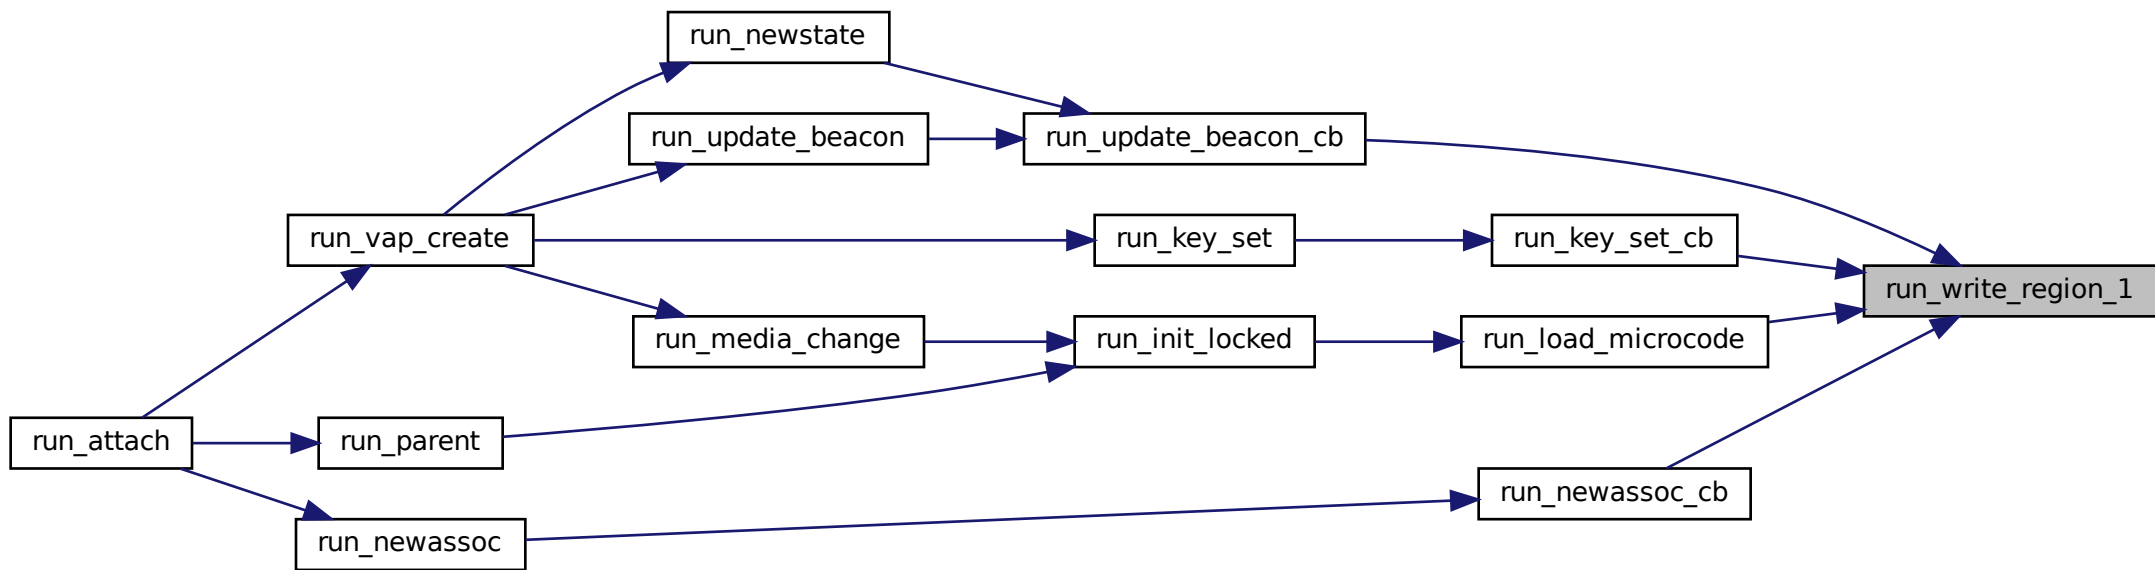 run_newstate
run_update_beacon
run_update_beacon_cb
run_vap_create
run_key_set
run_key_set_cb
run_write_region_1
run_media_change
run_init_locked
run_load_microcode
run_attach
run_parent
run_newassoc_cb
run_newassoc